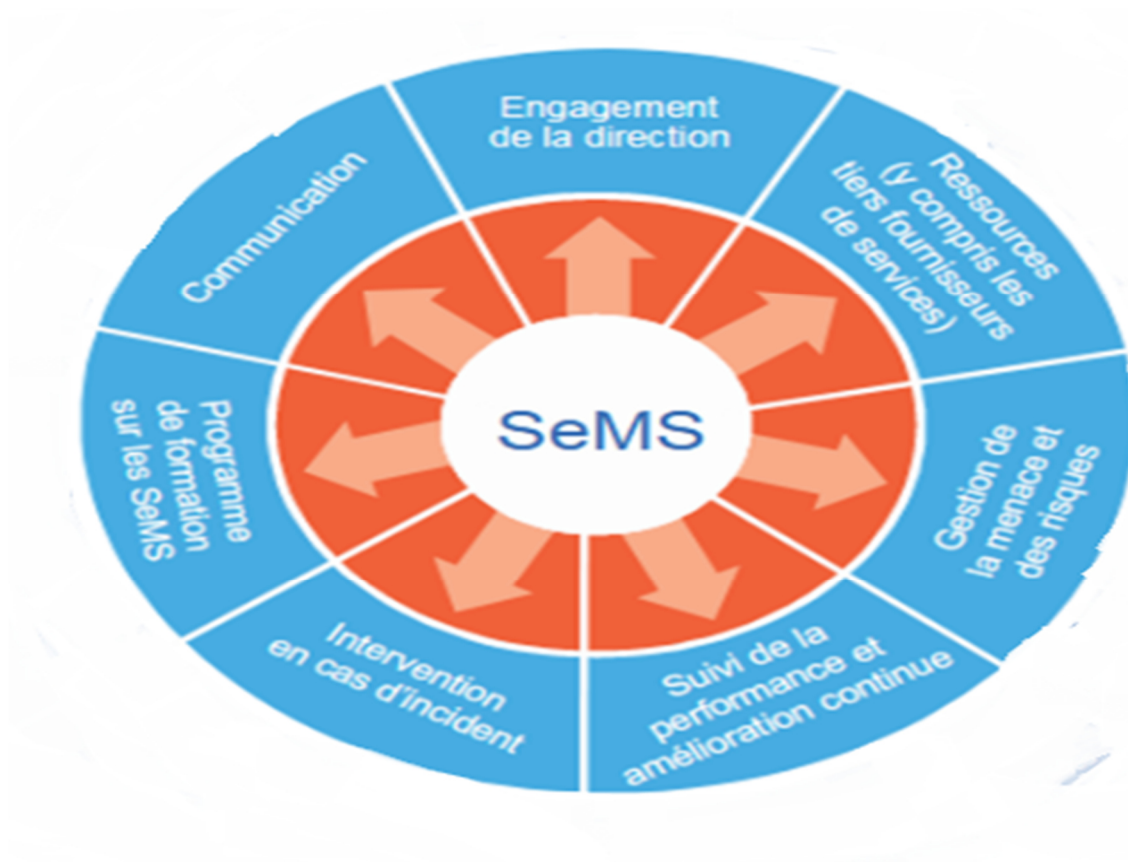 Engagement
de la direction
Ressources
(y compris les
tiers fournisseurs
de services)
Gestion de
la menace et
des risques
Suivi de la
performance et
amélioration continue
Intervention
en cas d'incident
Programme
de formation
sur les SeMS
Communication
SeMS